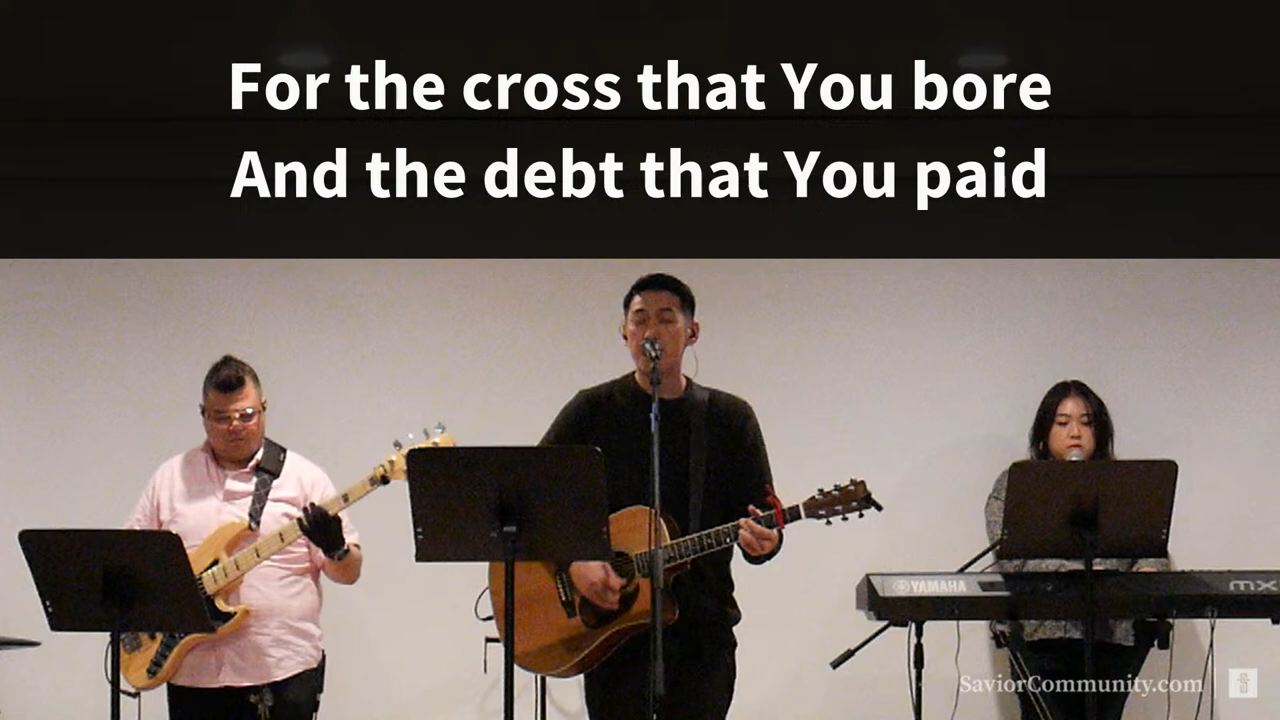 For the cross that You bore
And the debt that You paid
YAMAHA
MX
SaviorCommunity.com